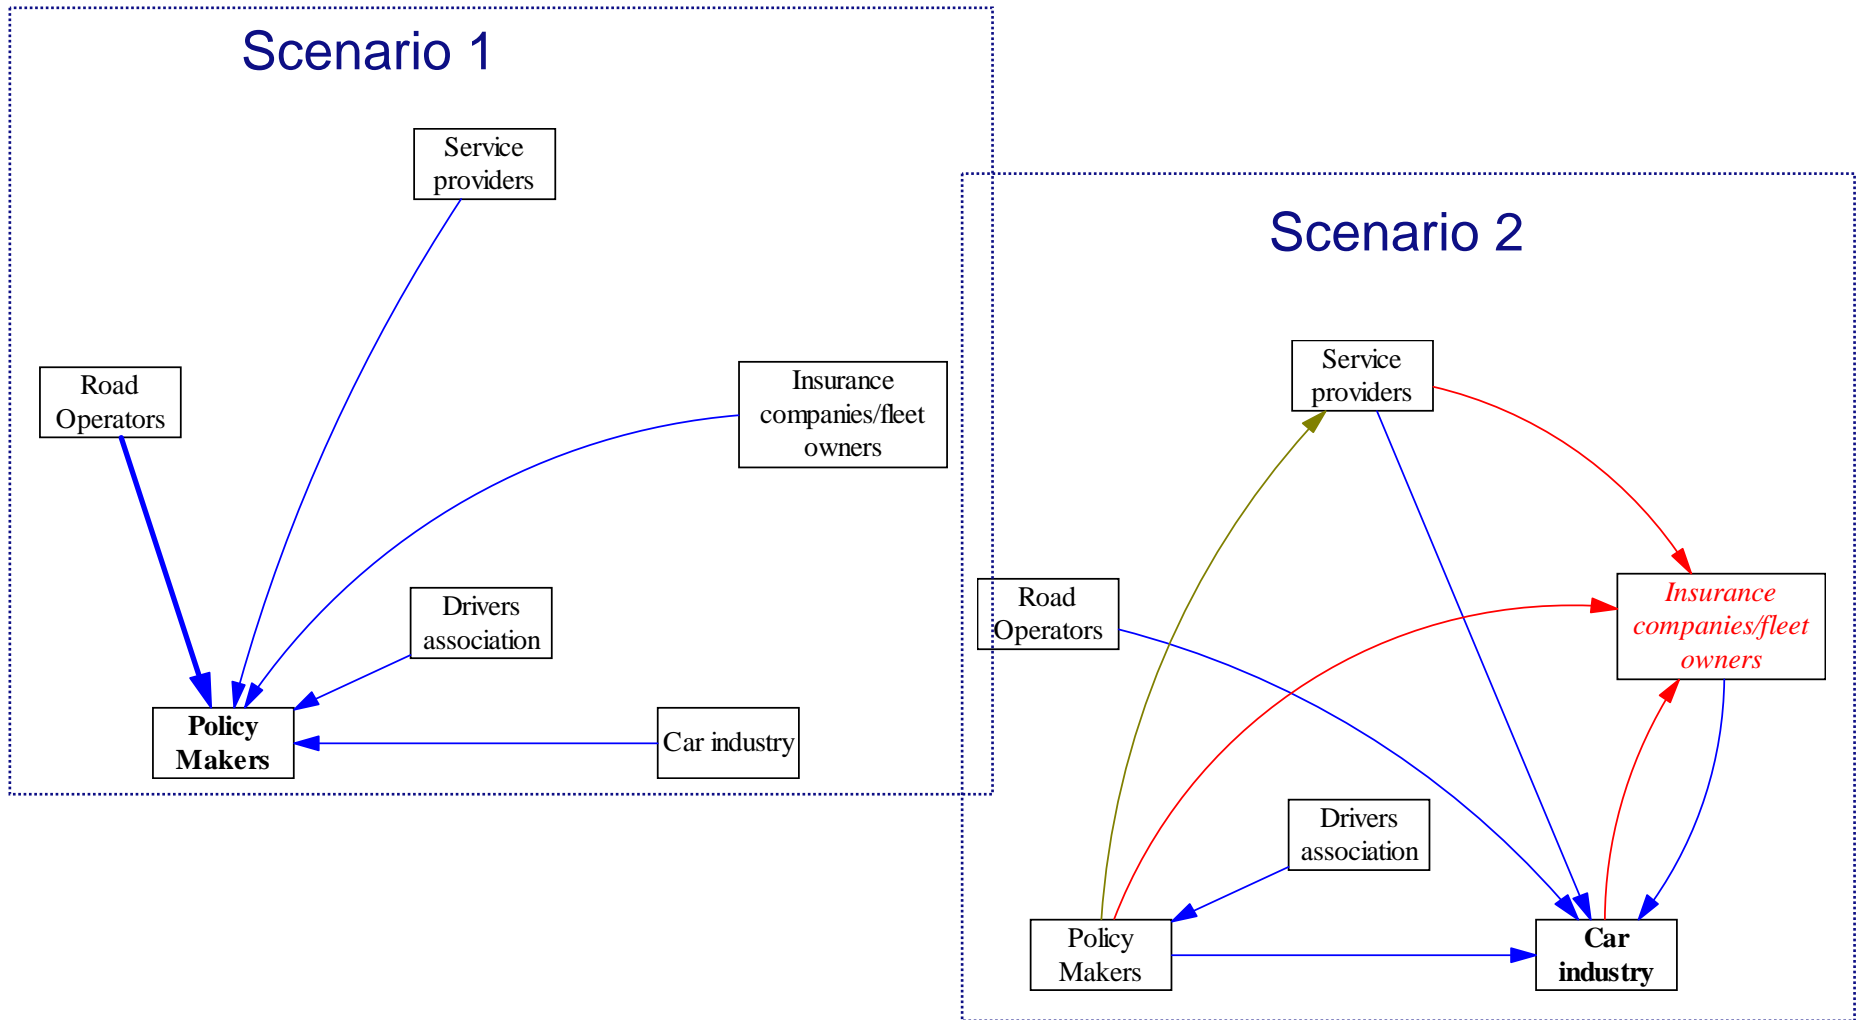 Scenario 1
Service
providers
Road
Operators
Insurance
companies/fleet
owners
Drivers
association
Policy
Makers
Car industry
Scenario 2
Service
providers
Road
Operators
Insurance
companies/fleet
owners
Drivers
association
Policy
Makers
Car
industry